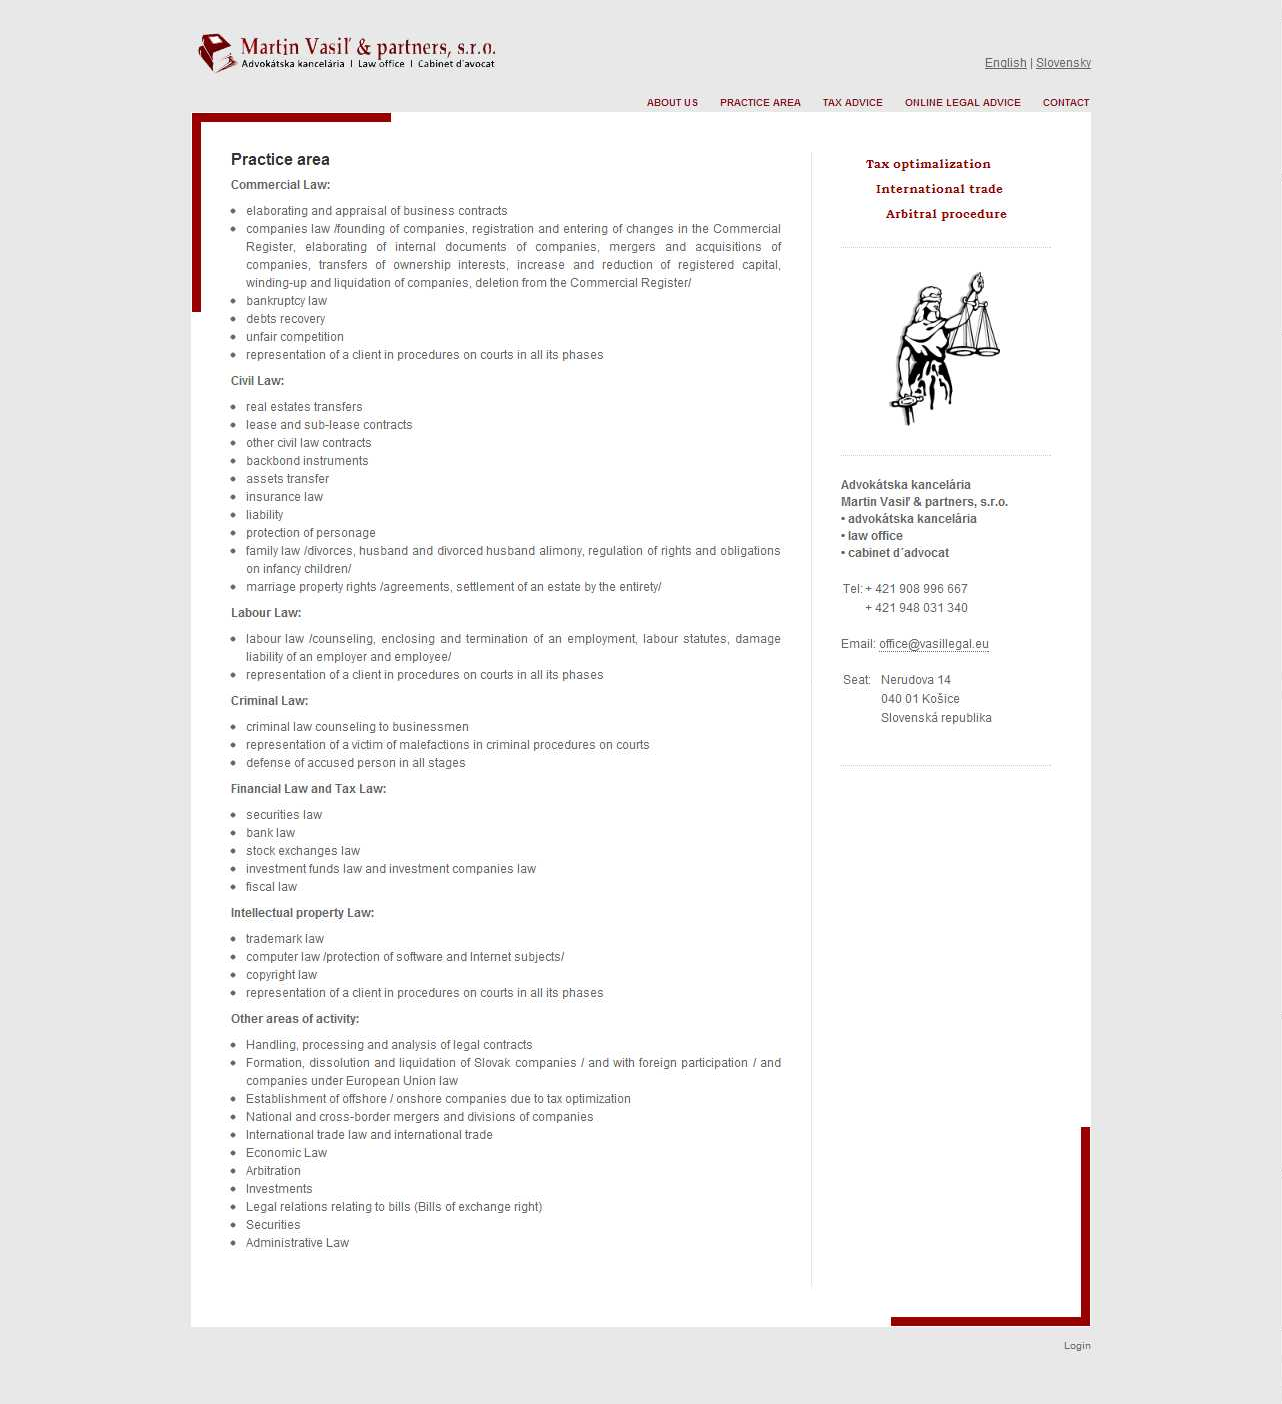 Martin Vasiľ & partners, s.r.o.
Advokátska kancelária I Law office I Cabinet d´avocat
English | Slovensky
ABOUT US PRACTICE AREA TAX ADVICE ONLINE LEGAL ADVICE CONTACT
Practice area
Commercial Law:
• elaborating and appraisal of business contracts
• companies law /founding of companies, registration and entering of changes in the Commercial
Register, elaborating of internal documents of companies, mergers and acquisitions of
companies, transfers of ownership interests, increase and reduction of registered capital,
winding-up and liquidation of companies, deletion from the Commercial Register/
• bankruptcy law
• debts recovery
• unfair competition
• representation of a client in procedures on courts in all its phases
Civil Law:
• real estates transfers
• lease and sub-lease contracts
• other civil law contracts
• backbond instruments
• assets transfer
• insurance law
• liability
• protection of personage
• family law /divorces, husband and divorced husband alimony, regulation of rights and obligations
on infancy children/
• marriage property rights /agreements, settlement of an estate by the entirety/
Labour Law:
• labour law /counseling, enclosing and termination of an employment, labour statutes, damage
liability of an employer and employee/
• representation of a client in procedures on courts in all its phases
Criminal Law:
• criminal law counseling to businessmen
• representation of a victim of malefactions in criminal procedures on courts
• defense of accused person in all stages
Financial Law and Tax Law:
• securities law
• bank law
• stock exchanges law
• investment funds law and investment companies law
• fiscal law
Intellectual property Law:
• trademark law
• computer law /protection of software and Internet subjects/
• copyright law
• representation of a client in procedures on courts in all its phases
Other areas of activity:
• Handling, processing and analysis of legal contracts
• Formation, dissolution and liquidation of Slovak companies / and with foreign participation / and
companies under European Union law
• Establishment of offshore / onshore companies due to tax optimization
• National and cross-border mergers and divisions of companies
• International trade law and international trade
• Economic Law
• Arbitration
• Investments
• Legal relations relating to bills (Bills of exchange right)
• Securities
• Administrative Law
Tax optimalization
International trade
Arbitral procedure
Advokátska kancelária
Martin Vasiľ & partners, s.r.o.
• advokátska kancelária
• law office
• cabinet d´advocat
Tel: + 421 908 996 667
+ 421 948 031 340
Email: office@vasillegal.eu
Seat: Nerudova 14
040 01 Košice
Slovenská republika
Login